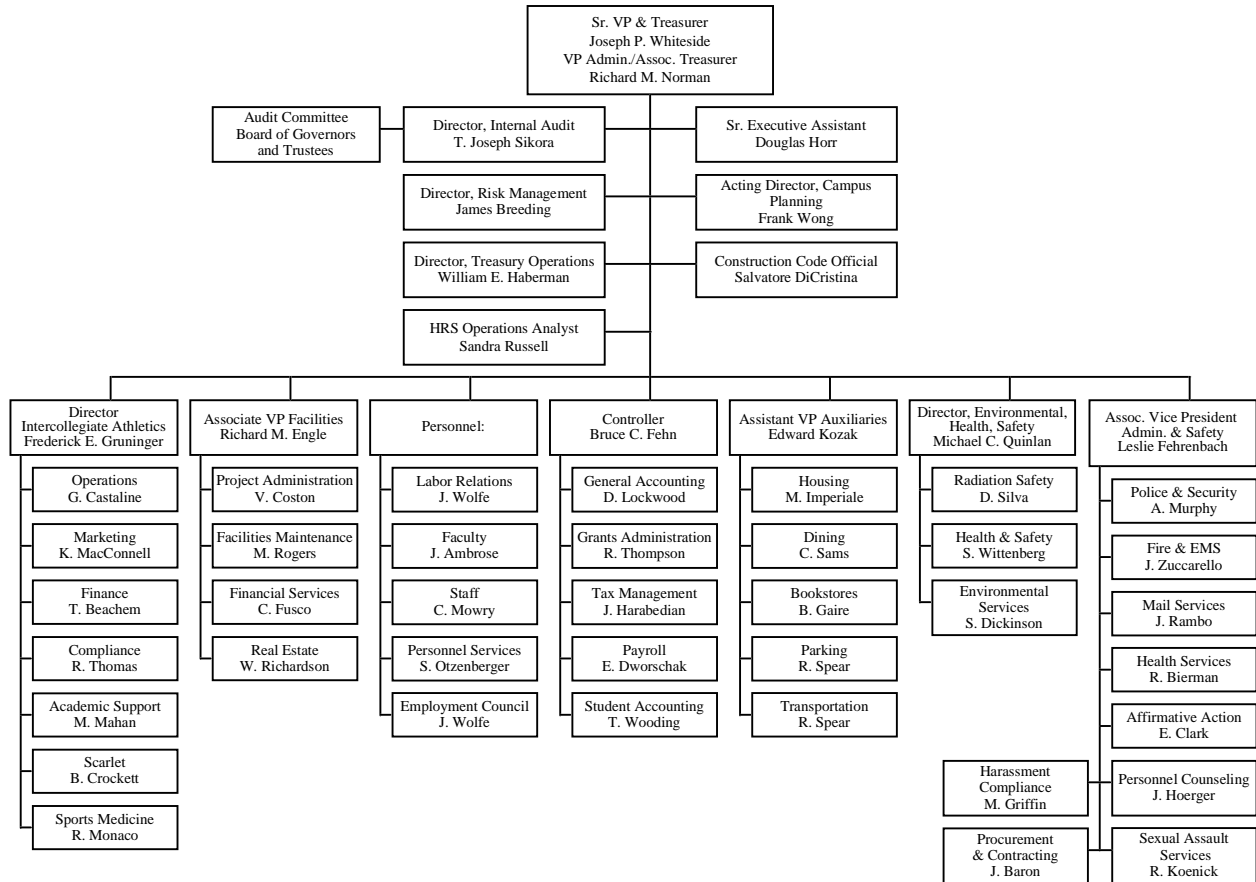 Sr. VP & Treasurer
Joseph P. Whiteside
VP Admin./Assoc. Treasurer
Richard M. Norman
Audit Committee
Board of Governors
and Trustees
Director, Internal Audit
T. Joseph Sikora
Sr. Executive Assistant
Douglas Horr
Director, Risk Management
James Breeding
Acting Director, Campus
Planning
Frank Wong
Director, Treasury Operations
William E. Haberman
Construction Code Official
Salvatore DiCristina
HRS Operations Analyst
Sandra Russell
Director
Intercollegiate Athletics
Frederick E. Gruninger
Operations
G. Castaline
Marketing
K. MacConnell
Finance
T. Beachem
Compliance
R. Thomas
Academic Support
M. Mahan
Scarlet
B. Crockett
Sports Medicine
R. Monaco
Associate VP Facilities
Richard M. Engle
Project Administration
V. Coston
Facilities Maintenance
M. Rogers
Financial Services
C. Fusco
Real Estate
W. Richardson
Personnel:
Labor Relations
J. Wolfe
Faculty
J. Ambrose
Staff
C. Mowry
Personnel Services
S. Otzenberger
Employment Council
J. Wolfe
Controller
Bruce C. Fehn
General Accounting
D. Lockwood
Grants Administration
R. Thompson
Tax Management
J. Harabedian
Payroll
E. Dworschak
Student Accounting
T. Wooding
Assistant VP Auxiliaries
Edward Kozak
Housing
M. Imperiale
Dining
C. Sams
Bookstores
B. Gaire
Parking
R. Spear
Transportation
R. Spear
Director, Environmental,
Health, Safety
Michael C. Quinlan
Radiation Safety
D. Silva
Health & Safety
S. Wittenberg
Environmental
Services
S. Dickinson
Assoc. Vice President
Admin. & Safety
Leslie Fehrenbach
Police & Security
A. Murphy
Fire & EMS
J. Zuccarello
Mail Services
J. Rambo
Health Services
R. Bierman
Affirmative Action
E. Clark
Harassment
Compliance
M. Griffin
Personnel Counseling
J. Hoerger
Procurement
& Contracting
J. Baron
Sexual Assault
Services
R. Koenick